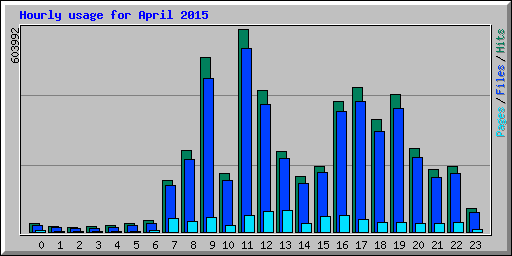 Hourly usage for April 2015
603992
Pages / Files / Hits
0 1 2 3 4 5 6 7 8 9 10 11 12 13 14 15 16 17 18 19 20 21 22 23